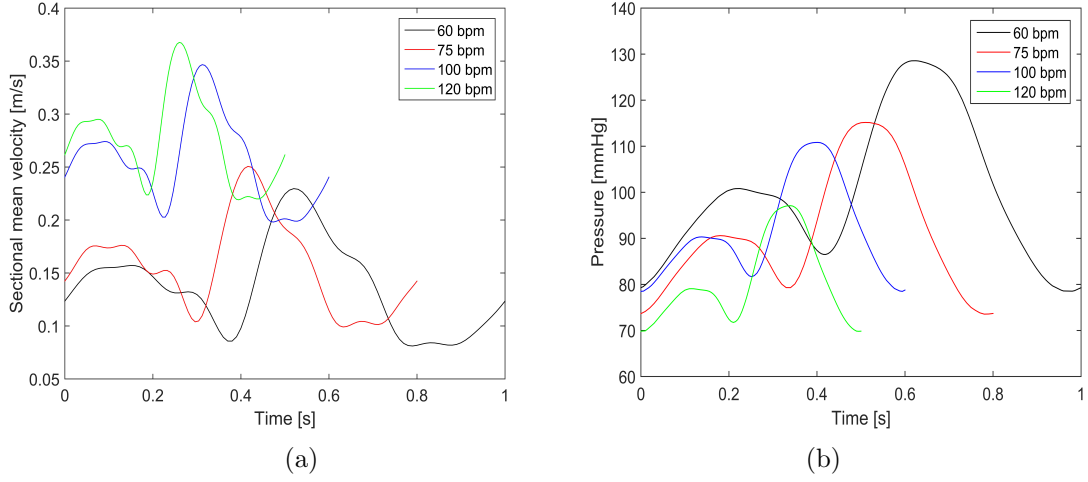 0.4
0.35
0.3
0.25
0.2
0.15
0.1
0.05
Sectional mean velocity [m/s]
60 bpm
75 bpm
100 bpm
120 bpm
0 0.2 0.4 0.6 0.8 1
Time [s]
(a)
140
130
120
110
100
90
80
70
60
Pressure [mmHg]
60 bpm
75 bpm
100 bpm
120 bpm
0 0.2 0.4 0.6 0.8 1
Time [s]
(b)